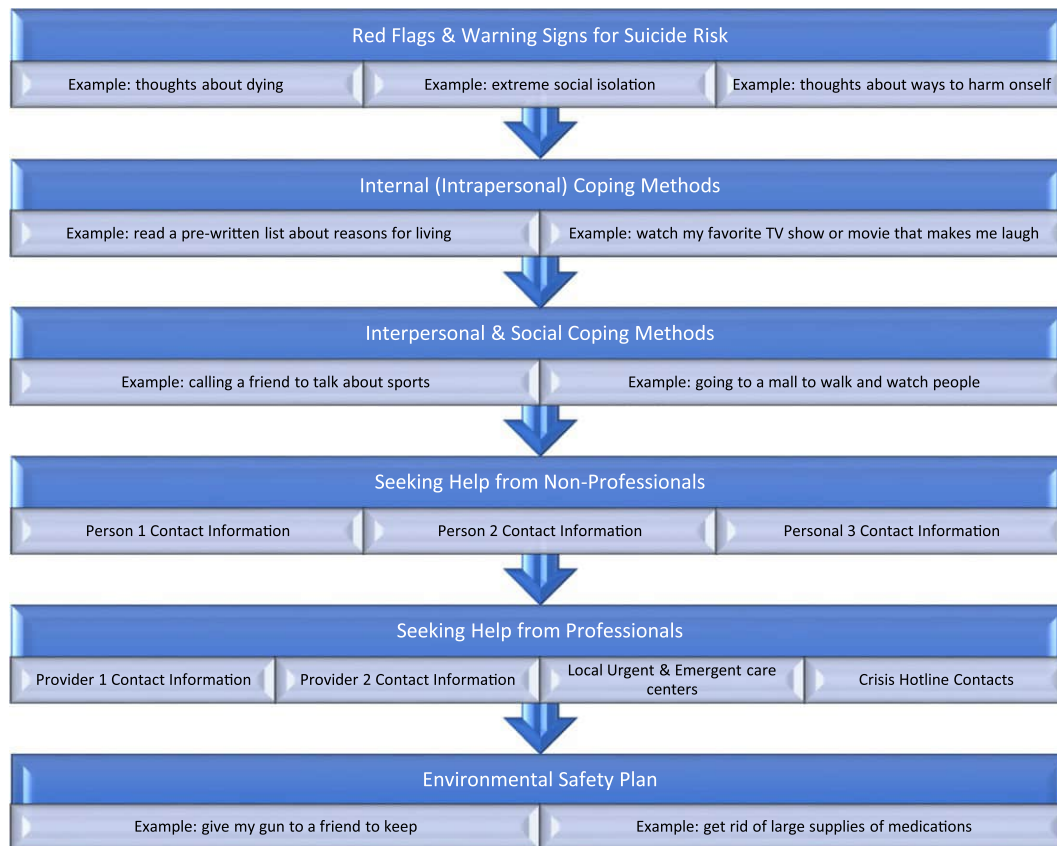 Red Flags & Warning Signs for Suicide Risk
Example: thoughts about dying
Example: extreme social isolation
Example: thoughts about ways to harm onself
Internal (Intrapersonal) Coping Methods
Example: read a pre-written list about reasons for living
Example: watch my favorite TV show or movie that makes me laugh
Interpersonal & Social Coping Methods
Example: calling a friend to talk about sports
Example: going to a mall to walk and watch people
Seeking Help from Non-Professionals
Person 1 Contact Information
Person 2 Contact Information
Personal 3 Contact Information
Seeking Help from Professionals
Provider 1 Contact Information
Provider 2 Contact Information
Local Urgent & Emergent care
centers
Crisis Hotline Contacts
Environmental Safety Plan
Example: give my gun to a friend to keep
Example: get rid of large supplies of medications